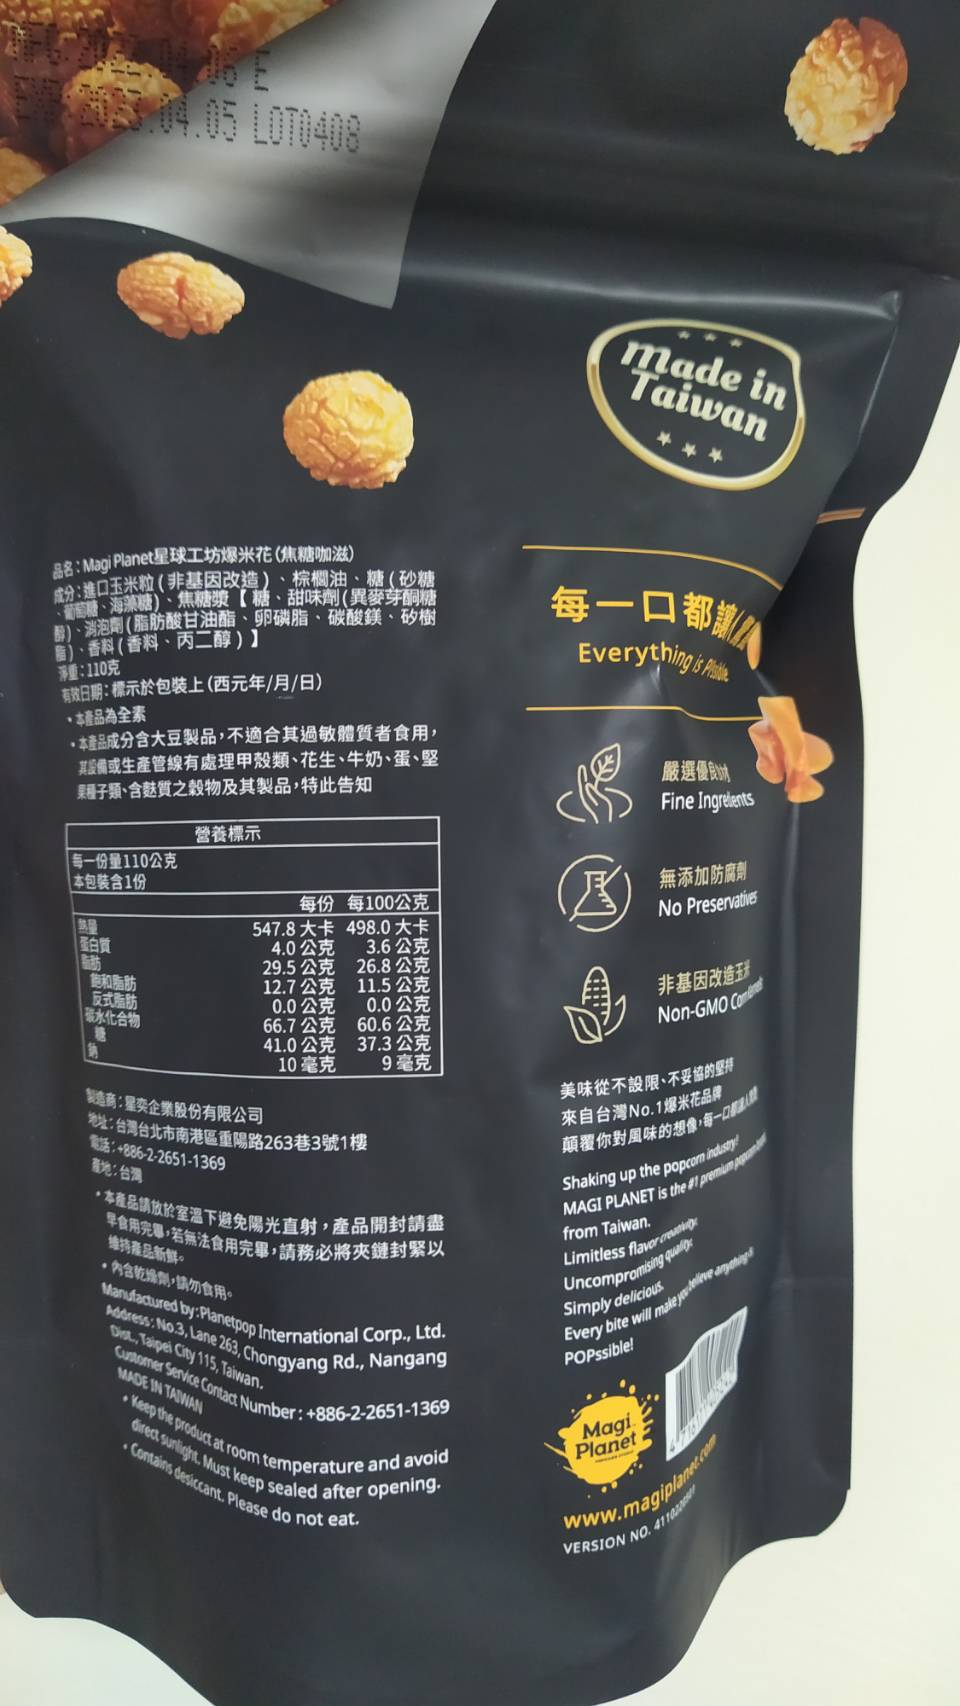 04.05 LOT0408
Made in
Taiwan
品名：Magi Planet星球工坊爆米花（焦糖咖滋）
成分：進口玉米粒（非基因改造）、棕櫚油、糖（砂糖
、葡萄糖、海藻糖）、焦糖漿【糖、甜味劑（異麥芽酮糖
醇）、消泡劑（脂肪酸甘油酯、卵磷脂、碳酸鎂、矽樹
脂）、香料（香料、丙二醇）】
淨重：110克
有效日期：標示於包裝上（西元年/月/日）
・本產品為全素
・本產品成分含大豆製品，不適合其過敏體質者食用，
其設備或生產管線有處理甲殼類、花生、牛奶、蛋、堅
果種子類、含麩質之穀物及其製品，特此告知
營養標示
每一份量110公克
本包裝含1份
每份 每100公克
熱量 547.8 大卡 498.0 大卡
蛋白質 4.0 公克 3.6 公克
脂肪 29.5 公克 26.8 公克
飽和脂肪 12.7 公克 11.5 公克
反式脂肪 0.0 公克 0.0 公克
碳水化合物 66.7 公克 60.6 公克
糖 41.0 公克 37.3 公克
鈉 10 毫克 9 毫克
製造商：星奕企業股份有限公司
地址：台灣台北市南港區重陽路263巷3號1樓
電話：+886-2-2651-1369
產地：台灣
・本產品請放於室溫下避免陽光直射，產品開封請盡
早食用完畢，若無法食用完畢，請務必將夾鏈封緊以
維持產品新鮮。
・內含乾燥劑，請勿食用。
Manufactured by:Planetpop International Corp., Ltd.
Address: No.3, Lane 263, Chongyang Rd., Nangang
Dist., Taipei City 115, Taiwan.
Customer Service Contact Number: +886-2-2651-1369
MADE IN TAIWAN
・Keep the product at room temperature and avoid
direct sunlight. Must keep sealed after opening.
・Contains desiccant. Please do not eat.
每一口都讓
Everything is
嚴選優良
Fine Ingredients
無添加防腐劑
No Preservatives
非基因改造玉米
Non-GMO
美味從不設限、不妥協的堅持
來自台灣No.1爆米花品牌
顛覆你對風味的想像，每一口都讓人
Shaking up the popcorn industry!
MAGI PLANET is the #1 premium popcorn
from Taiwan.
Limitless flavor creativity.
Uncompromising quality.
Simply delicious.
Every bite will make you believe anything is
POPssible!
Magi
Planet
www.magiplanet.com
VERSION NO.